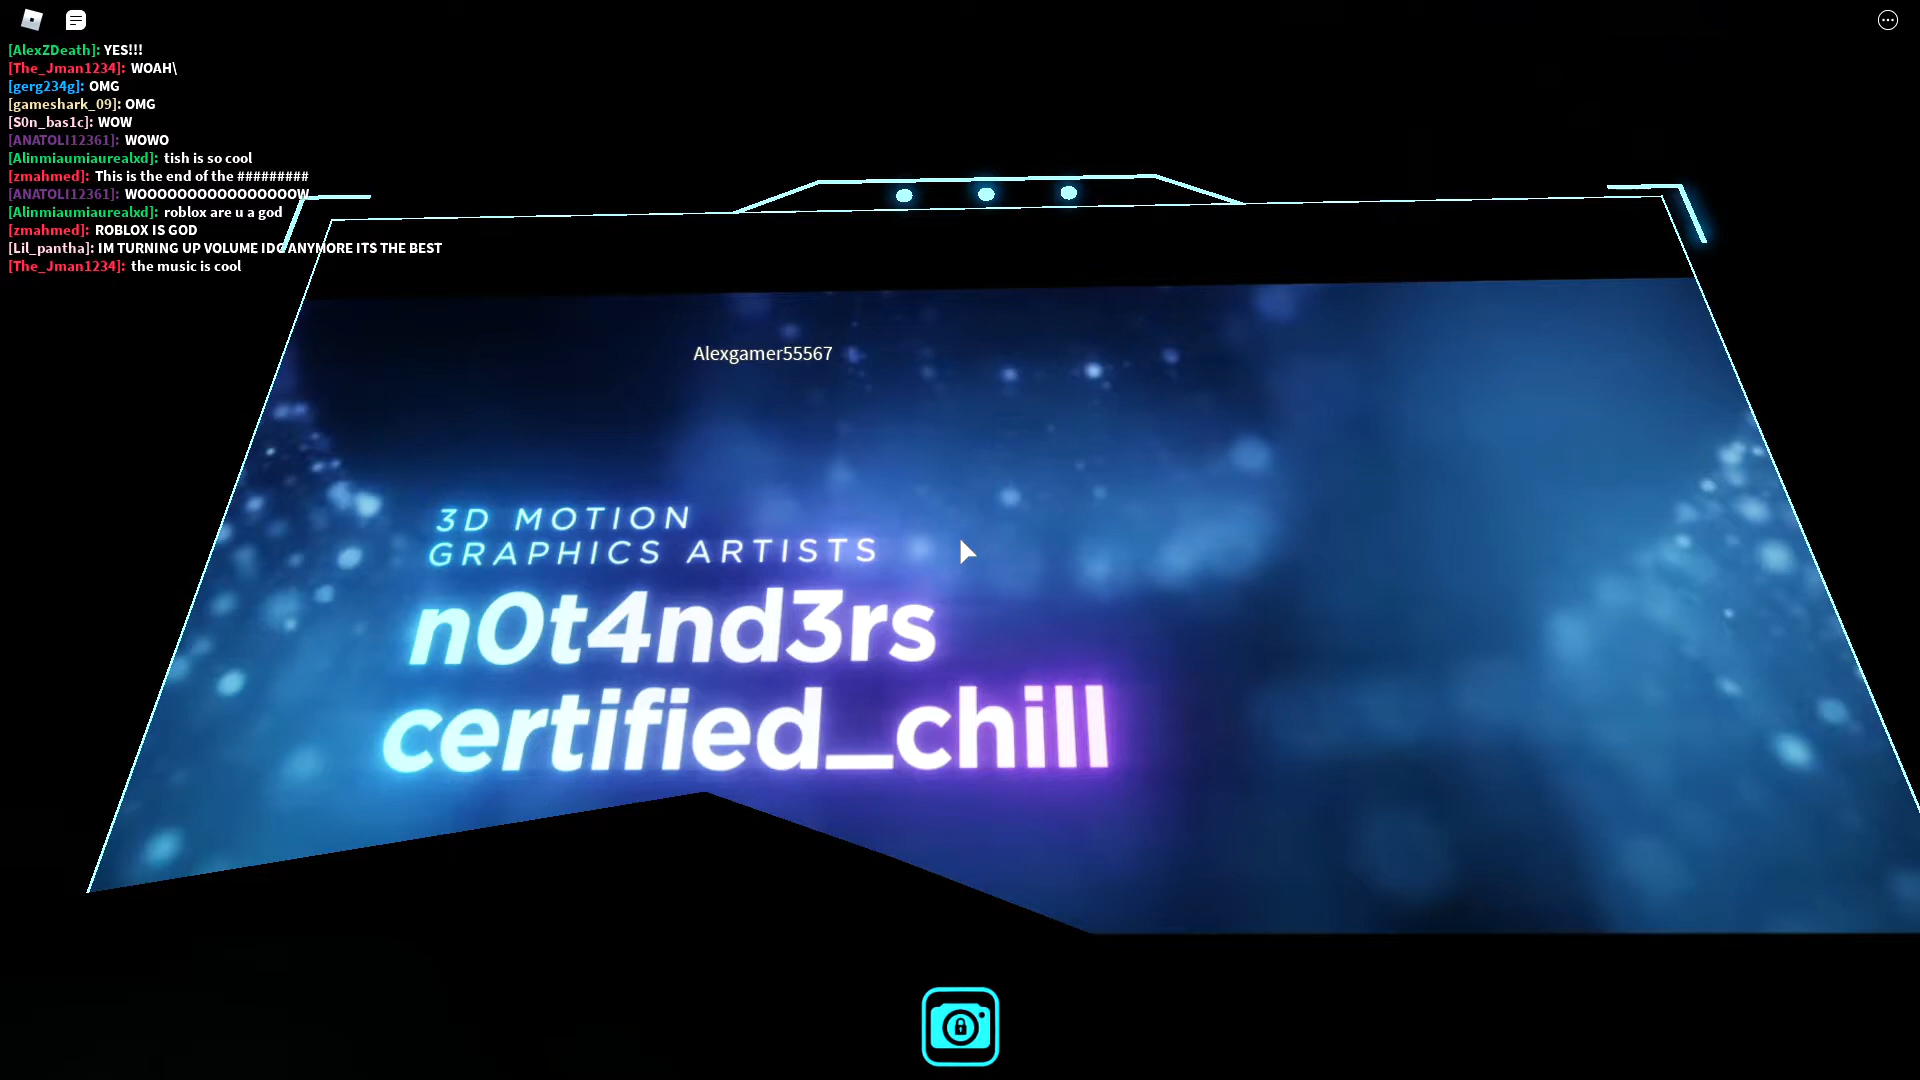 [AlexZDeath]: YES!!!
[The_Jman1234]: WOAH\
[gerg234g]: OMG
[gameshark_09]: OMG
[S0n_bas1c]: WOW
[ANATOLI12361]: WOWO
[Alinmiaumiaurealxd]: tish is so cool
[zmahmed]: This is the end of the #########
[ANATOLI12361]: WOOOOOOOOOOOOOOOOW
[Alinmiaumiaurealxd]: roblox are u a god
[zmahmed]: ROBLOX IS GOD
[Lil_pantha]: IM TURNING UP VOLUME IDC ANYMORE ITS THE BEST
[The_Jman1234]: the music is cool
Alexgamer55567
3D MOTION
GRAPHICS ARTISTS
n0t4nd3rs
certified_chill